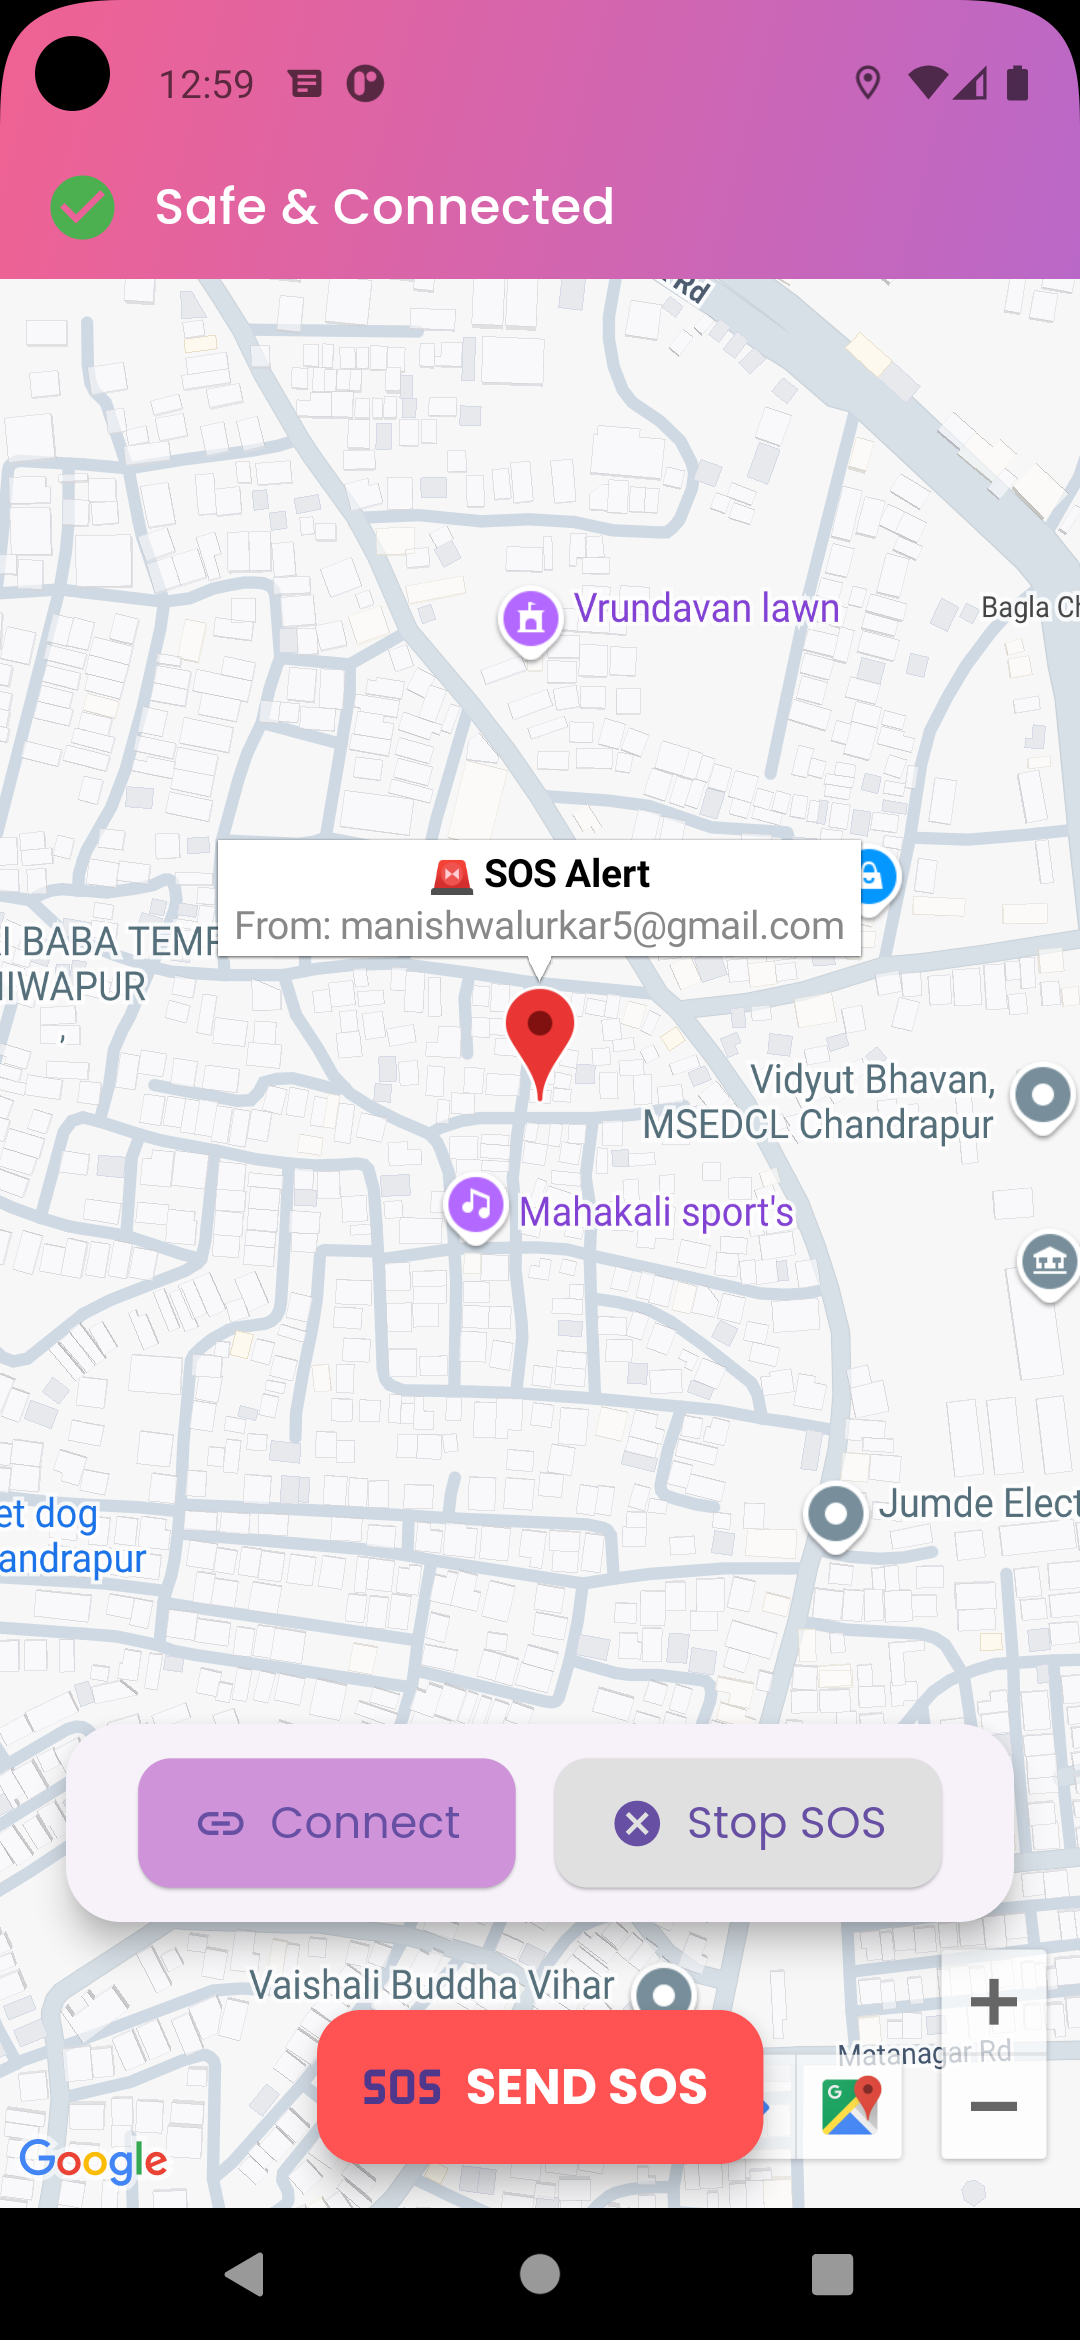 12:59
Safe & Connected
Rd
Vrundavan lawn
Bagla Ch
SOS Alert
From: manishwalurkar5@gmail.com
I BABA TEMP
IIWAPUR
,
Vidyut Bhavan,
MSEDCL Chandrapur
Mahakali sport's
Jumde Elect
et dog
andrapur
Connect
Stop SOS
Vaishali Buddha Vihar
Matanagar Rd
SOS SEND SOS
Google